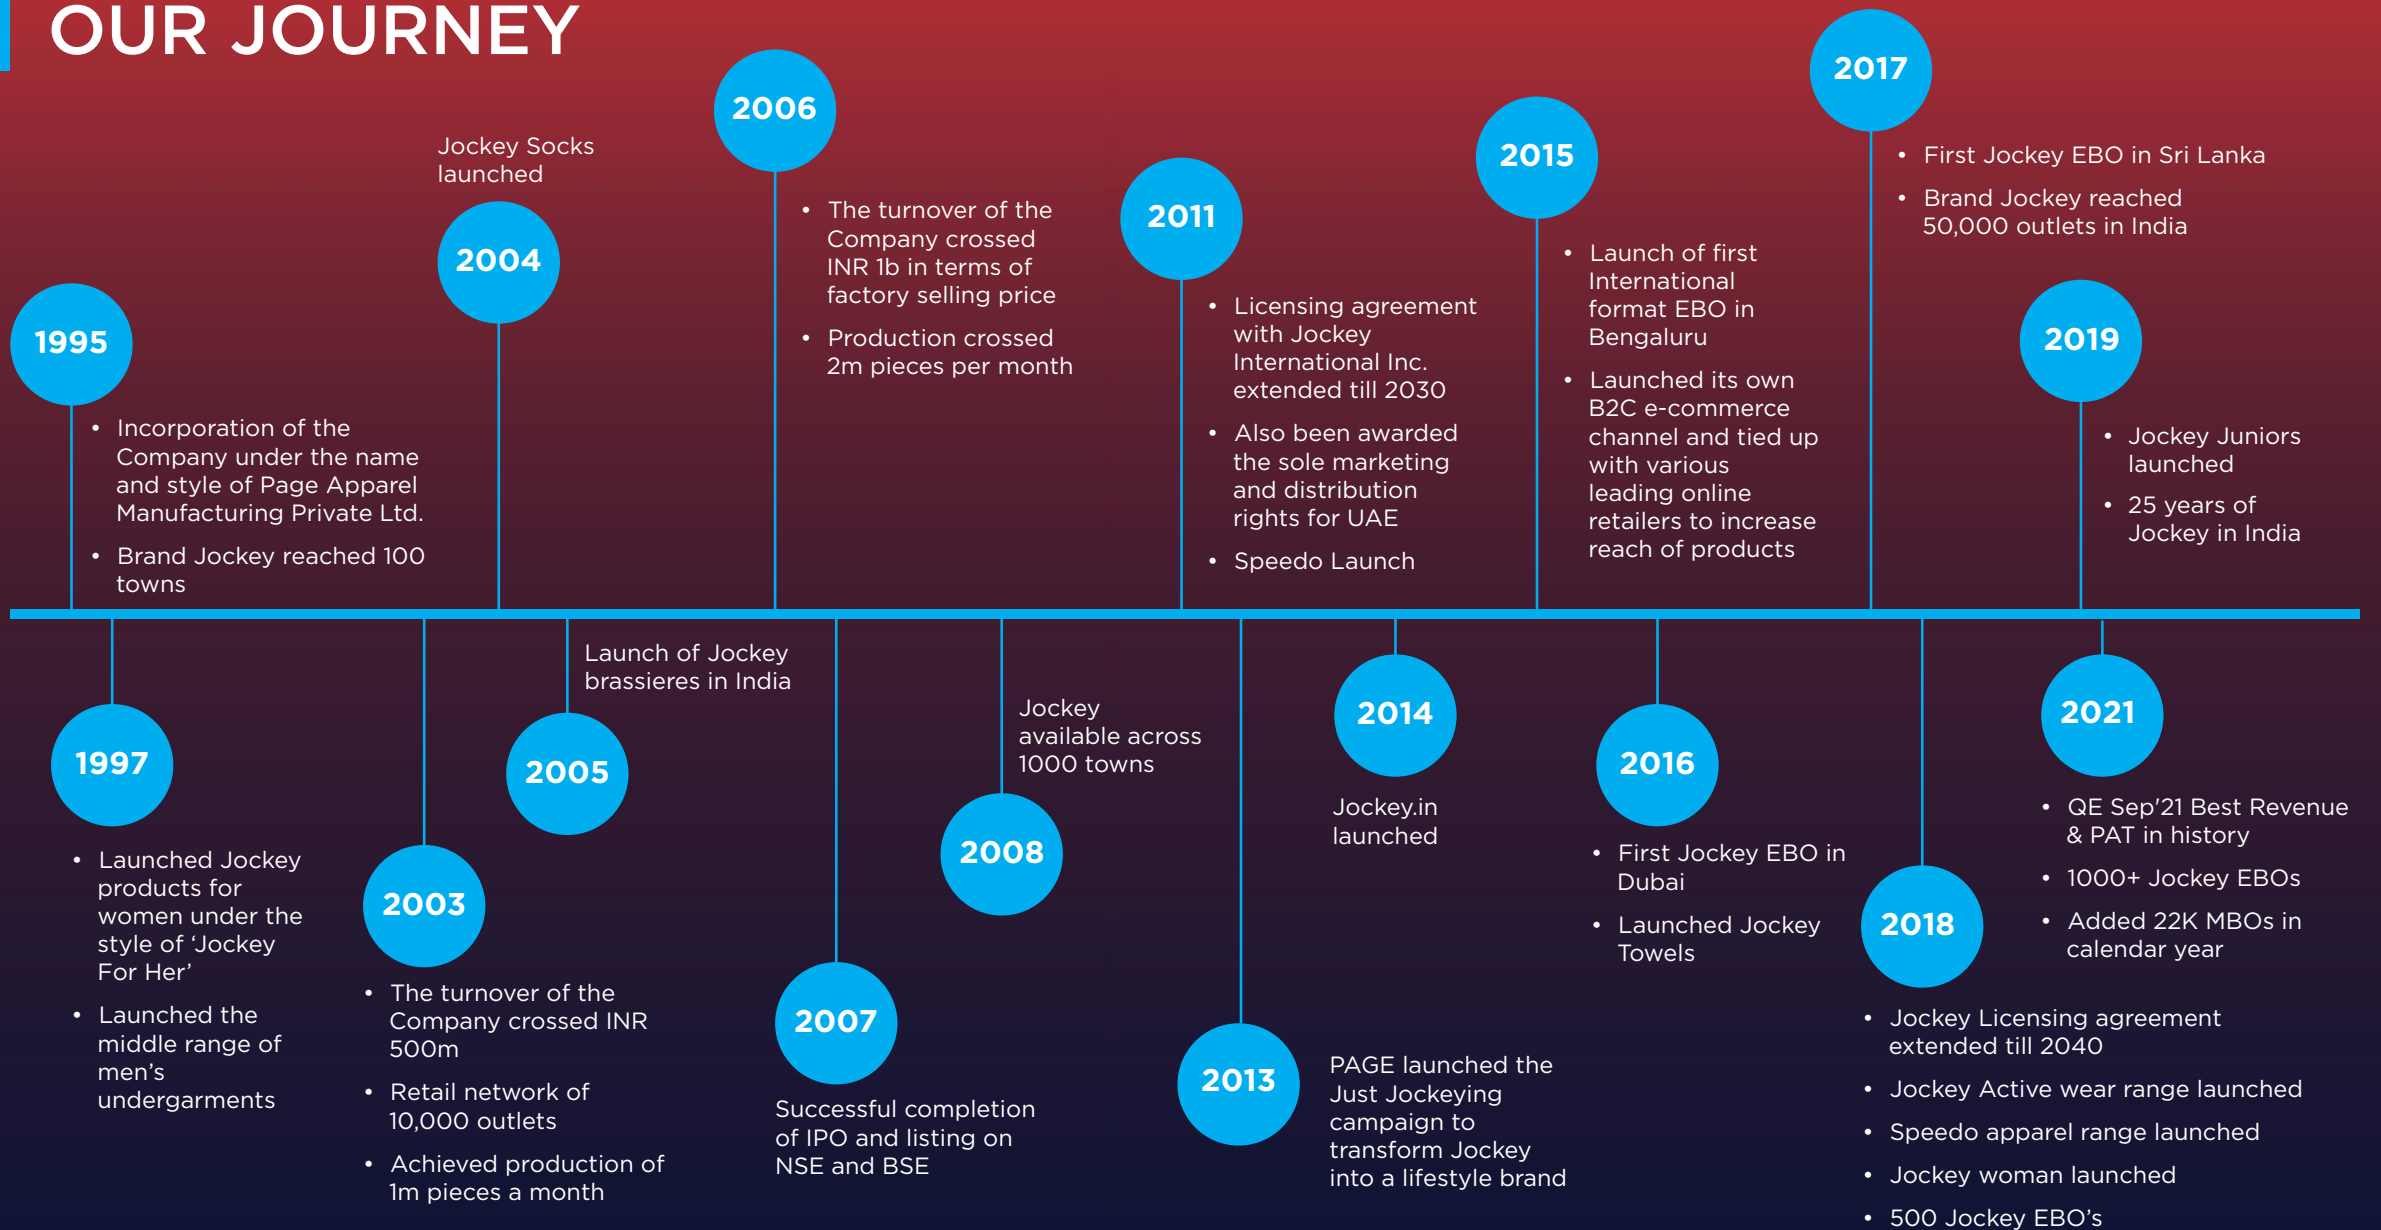 OUR JOURNEY
1995
• Incorporation of the
Company under the name
and style of Page Apparel
Manufacturing Private Ltd.
• Brand Jockey reached 100
towns
1997
• Launched Jockey
products for
women under the
style of ‘Jockey
For Her’
• Launched the
middle range of
men’s
undergarments
2003
• The turnover of the
Company crossed INR
500m
• Retail network of
10,000 outlets
• Achieved production of
1m pieces a month
Jockey Socks
launched
2004
Launch of Jockey
brassieres in India
2005
2006
• The turnover of the
Company crossed
INR 1b in terms of
factory selling price
• Production crossed
2m pieces per month
2007
Successful completion
of IPO and listing on
NSE and BSE
Jockey
available across
1000 towns
2008
2011
• Licensing agreement
with Jockey
International Inc.
extended till 2030
• Also been awarded
the sole marketing
and distribution
rights for UAE
• Speedo Launch
2013
PAGE launched the
Just Jockeying
campaign to
transform Jockey
into a lifestyle brand
2014
Jockey.in
launched
2015
• Launch of first
International
format EBO in
Bengaluru
• Launched its own
B2C e-commerce
channel and tied up
with various
leading online
retailers to increase
reach of products
2016
• First Jockey EBO in
Dubai
• Launched Jockey
Towels
2017
• First Jockey EBO in Sri Lanka
• Brand Jockey reached
50,000 outlets in India
2018
• Jockey Licensing agreement
extended till 2040
• Jockey Active wear range launched
• Speedo apparel range launched
• Jockey woman launched
• 500 Jockey EBO’s
2019
• Jockey Juniors
launched
• 25 years of
Jockey in India
2021
• QE Sep'21 Best Revenue
& PAT in history
• 1000+ Jockey EBOs
• Added 22K MBOs in
calendar year